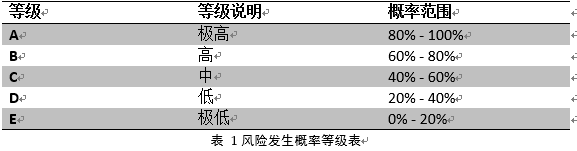 等级 等级说明 概率范围
A 极高 80% - 100%
B 高 60% - 80%
C 中 40% - 60%
D 低 20% - 40%
E 极低 0% - 20%
表 1 风险发生概率等级表